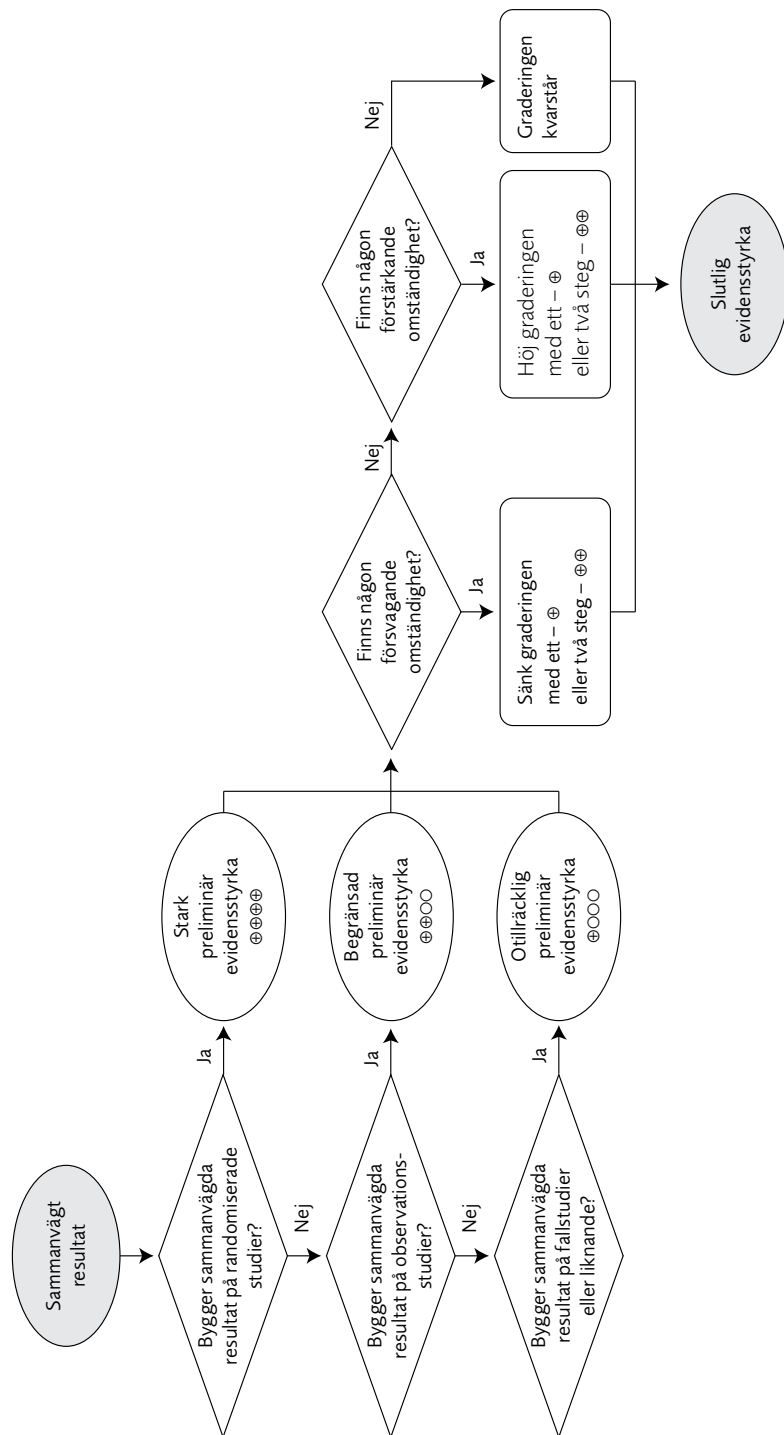 Sammanvägt
resultat
Bygger sammanvägda
resultat på randomiserade
studier?
Ja
Stark
preliminär
evidensstyrka
⊕⊕⊕⊕
Nej
Bygger sammanvägda
resultat på observations-
studier?
Ja
Begränsad
preliminär
evidensstyrka
⊕⊕○○
Nej
Bygger sammanvägda
resultat på fallstudier
eller liknande?
Ja
Otillräcklig
preliminär
evidensstyrka
⊕○○○
Finns någon
försvagande
omständighet?
Ja
Sänk graderingen
med ett – ⊕
eller två steg – ⊕⊕
Nej
Finns någon
förstärkande
omständighet?
Ja
Höj graderingen
med ett – ⊕
eller två steg – ⊕⊕
Nej
Graderingen
kvarstår
Slutlig
evidensstyrka